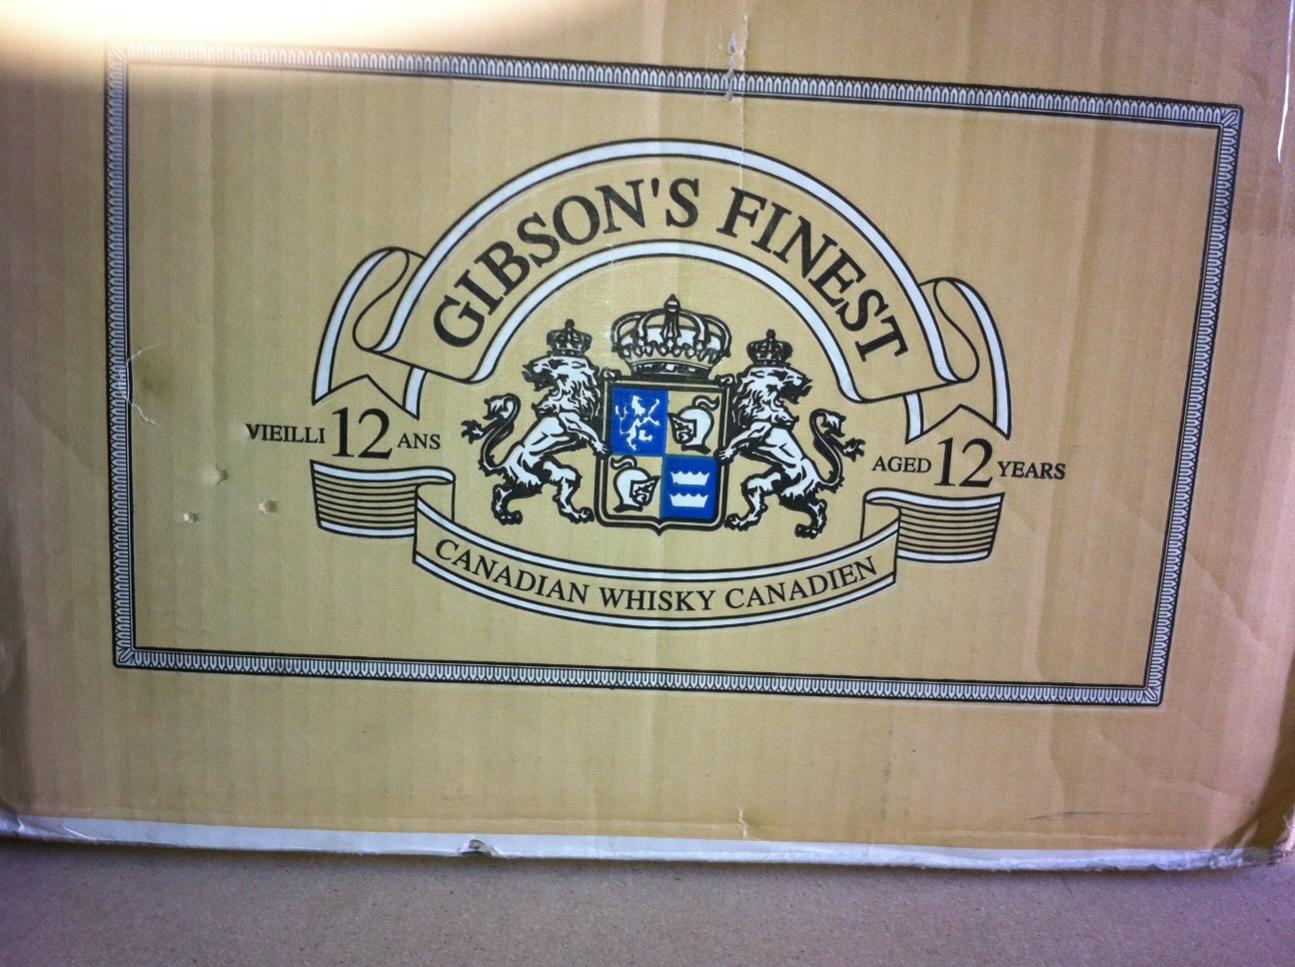 GIBSON'S FINEST
VIEILLI 12 ANS
AGED 12 YEARS
CANADIAN WHISKY CANADIEN